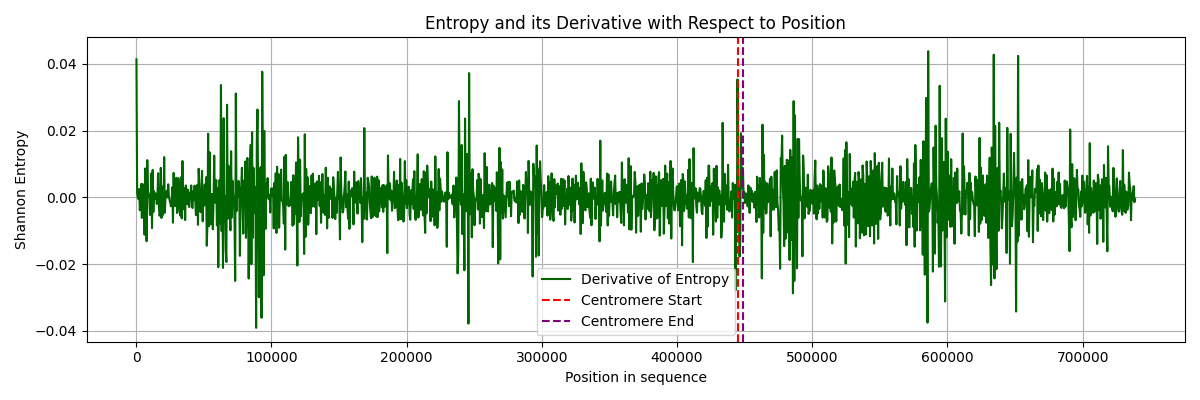 Entropy and its Derivative with Respect to Position
Shannon Entropy
0.04
0.02
0.00
−0.02
−0.04
Derivative of Entropy
Centromere Start
Centromere End
0 100000 200000 300000 400000 500000 600000 700000
Position in sequence